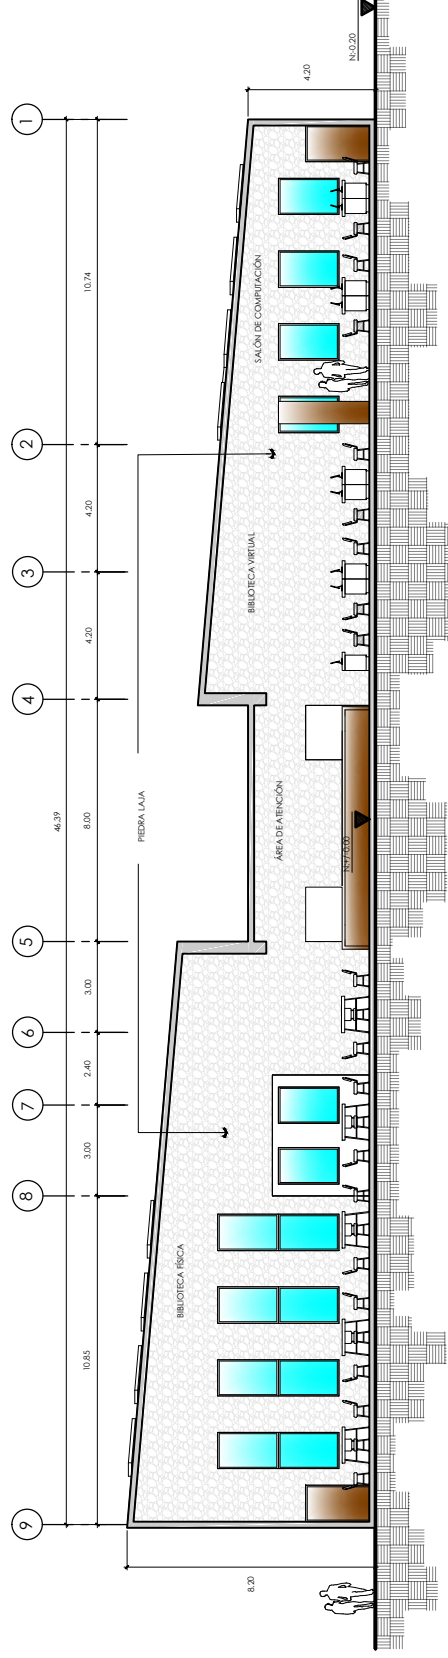 9 8 7 6 5 4 3 2 1
46.39
10.85 3.00 2.40 3.00 8.00 4.20 4.20 10.74
PIEDRA LAJA
BIBLIOTECA FÍSICA
BIBLIOTECA VIRTUAL
SALÓN DE COMPUTACIÓN
ÁREA DE ATENCIÓN
8.20
4.20
N:+/-0.00
N:-0.20